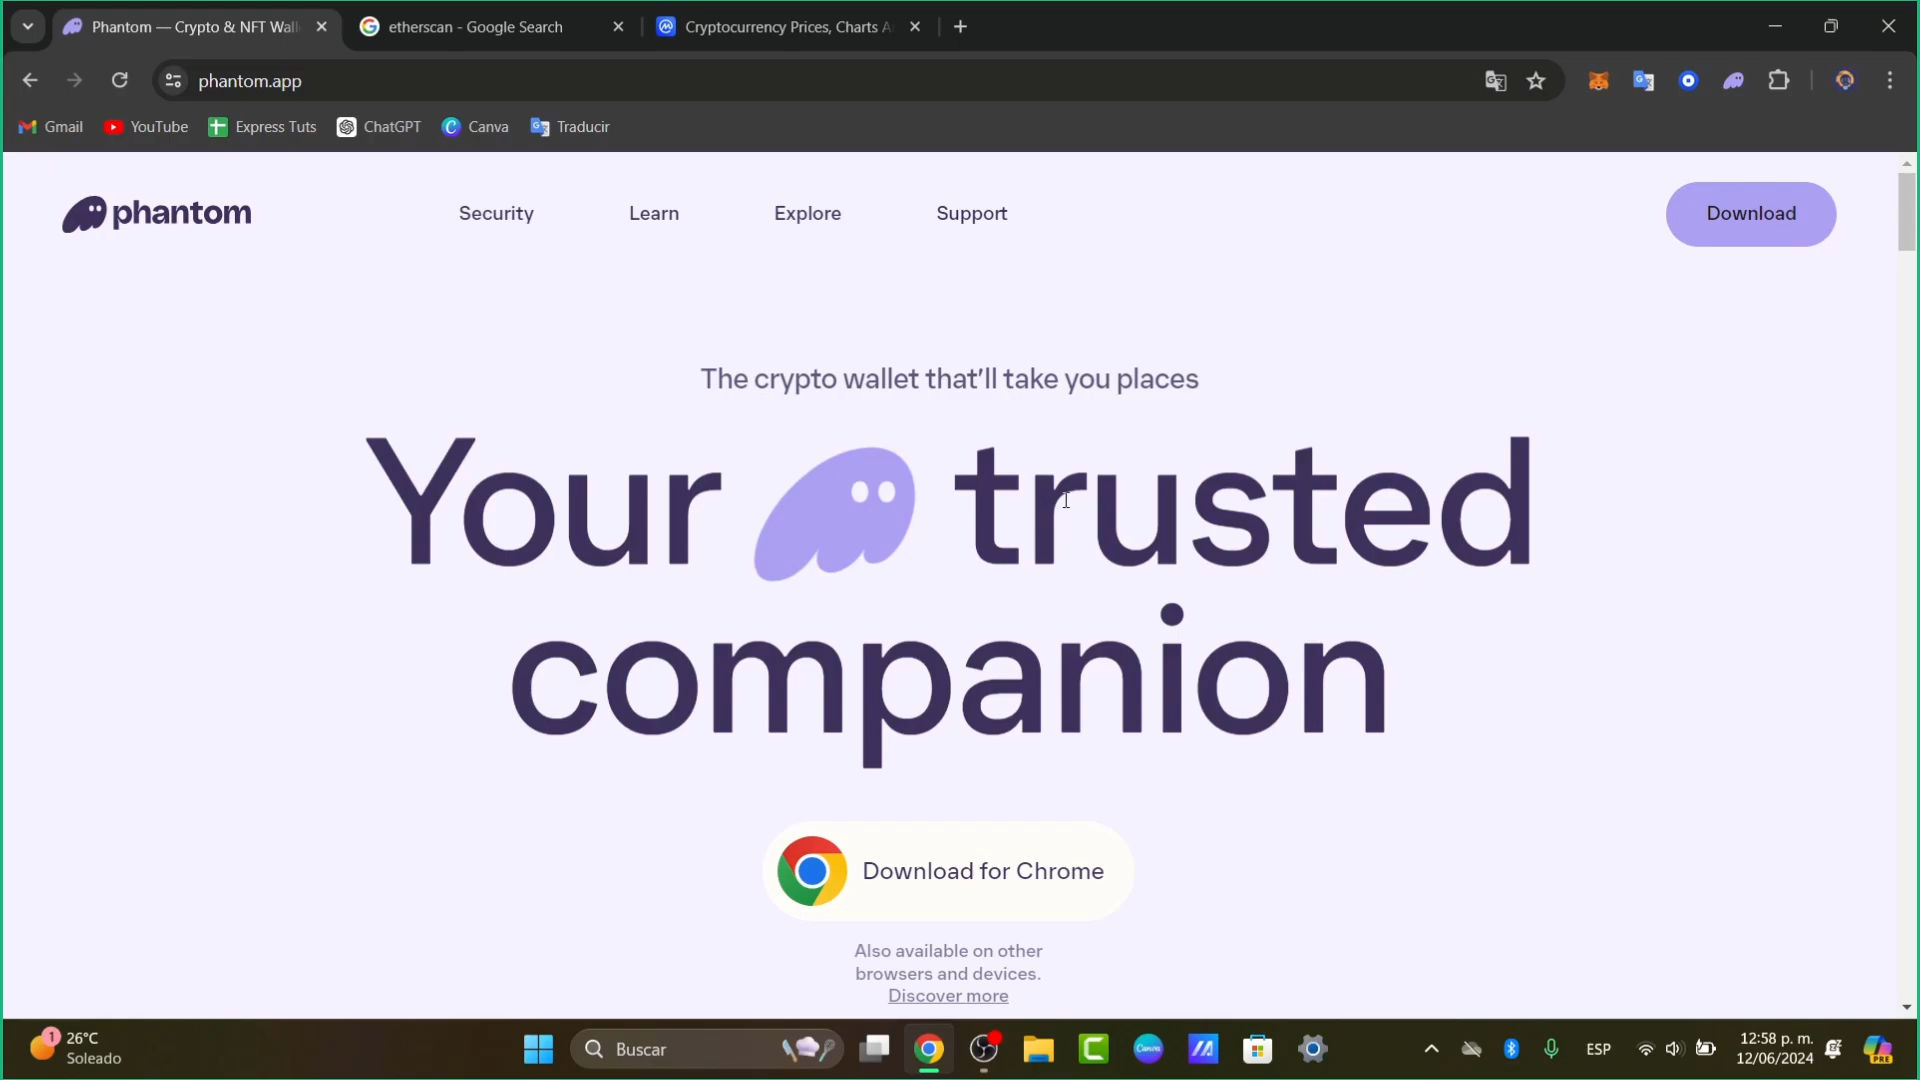 Phantom — Crypto & NFT Wall
etherscan - Google Search
Cryptocurrency Prices, Charts A
phantom.app
Gmail
YouTube
Express Tuts
ChatGPT
Canva
Traducir
phantom
Security
Learn
Explore
Support
Download
The crypto wallet that'll take you places
Your trusted
companion
Download for Chrome
Also available on other
browsers and devices.
Discover more
1
26°C
Soleado
Buscar
Canva
ESP
12:58 p. m.
12/06/2024
PRE